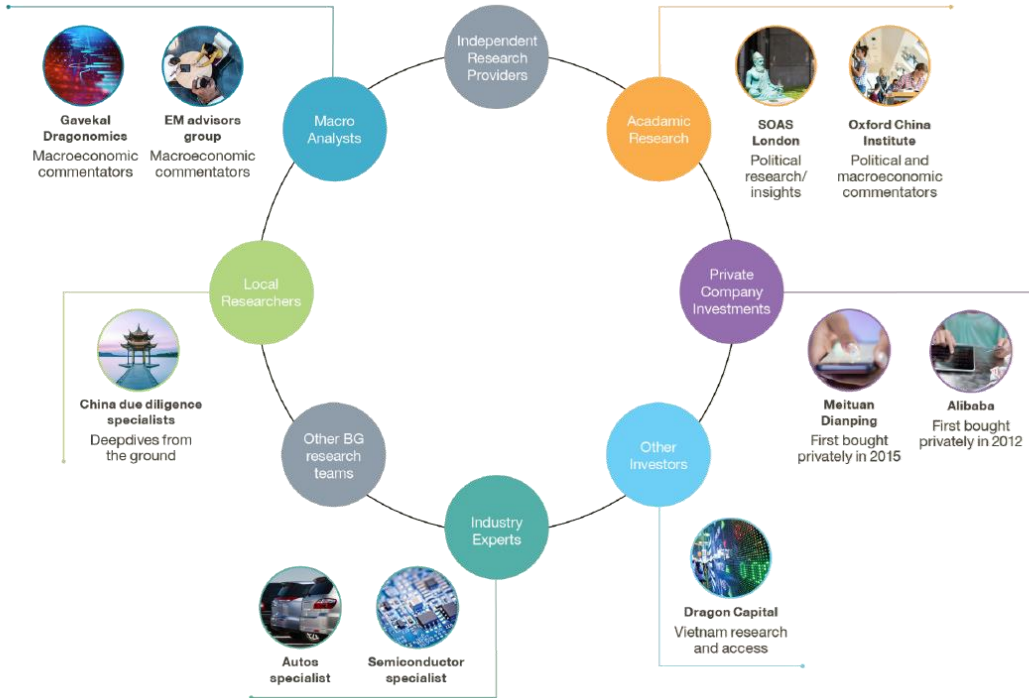 Independent
Research
Providers
Macro
Analysts
Acadamic
Research
Gavekal
Dragonomics
Macroeconomic
commentators
EM advisors
group
Macroeconomic
commentators
SOAS
London
Political
research/
insights
Oxford China
Institute
Political and
macroeconomic
commentators
Local
Researchers
Private
Company
Investments
China due diligence
specialists
Deepdives from
the ground
Meituan
Dianping
First bought
privately in 2015
Alibaba
First bought
privately in 2012
Other BG
research
teams
Other
Investors
Industry
Experts
Autos
specialist
Semiconductor
specialist
Dragon Capital
Vietnam research
and access